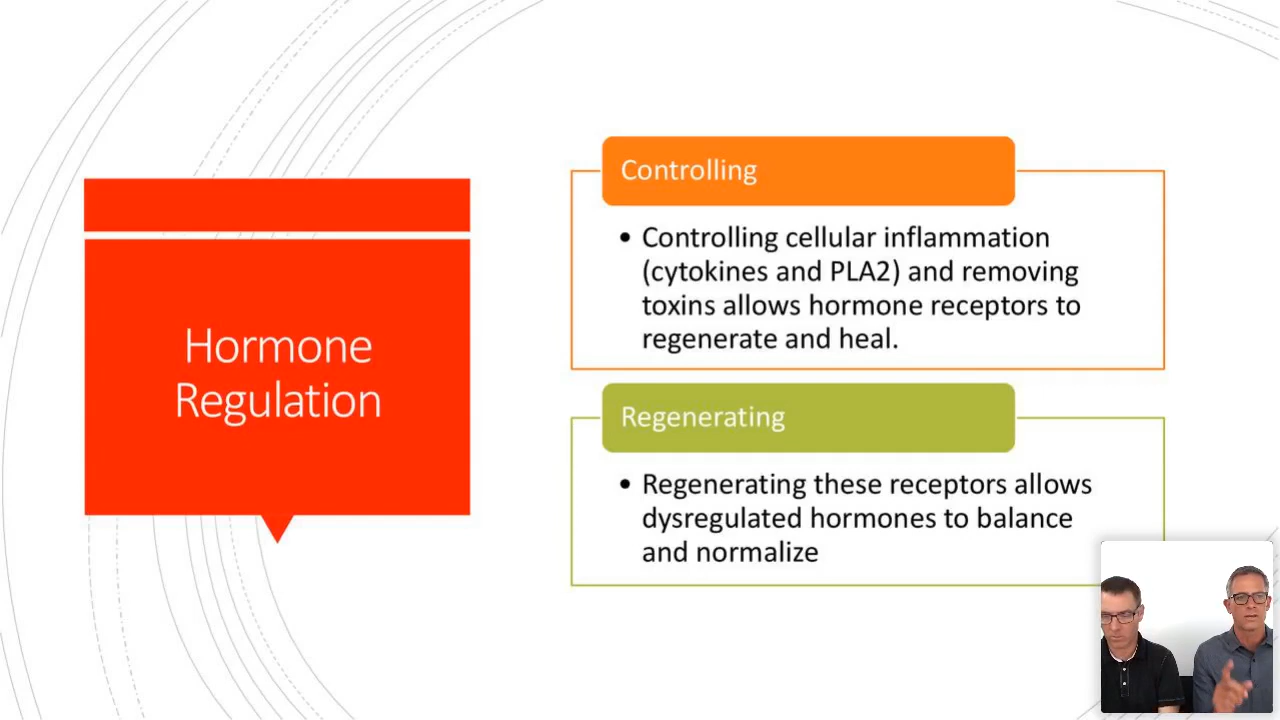 Hormone
Regulation
Controlling
• Controlling cellular inflammation
(cytokines and PLA2) and removing
toxins allows hormone receptors to
regenerate and heal.
Regenerating
• Regenerating these receptors allows
dysregulated hormones to balance
and normalize